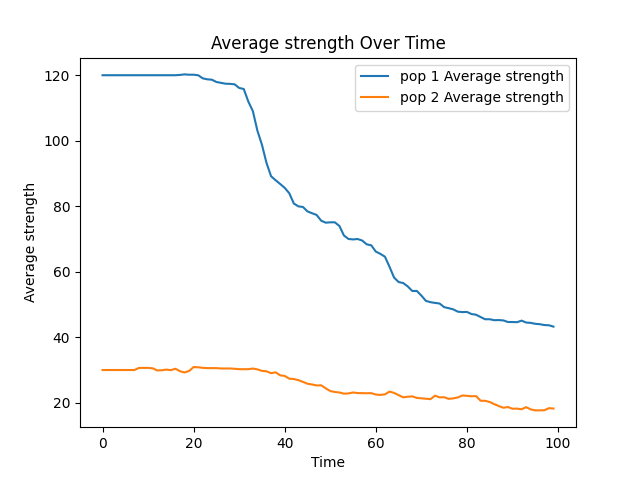 Average strength Over Time
pop 1 Average strength
pop 2 Average strength
Average strength
120
100
80
60
40
20
0 20 40 60 80 100
Time